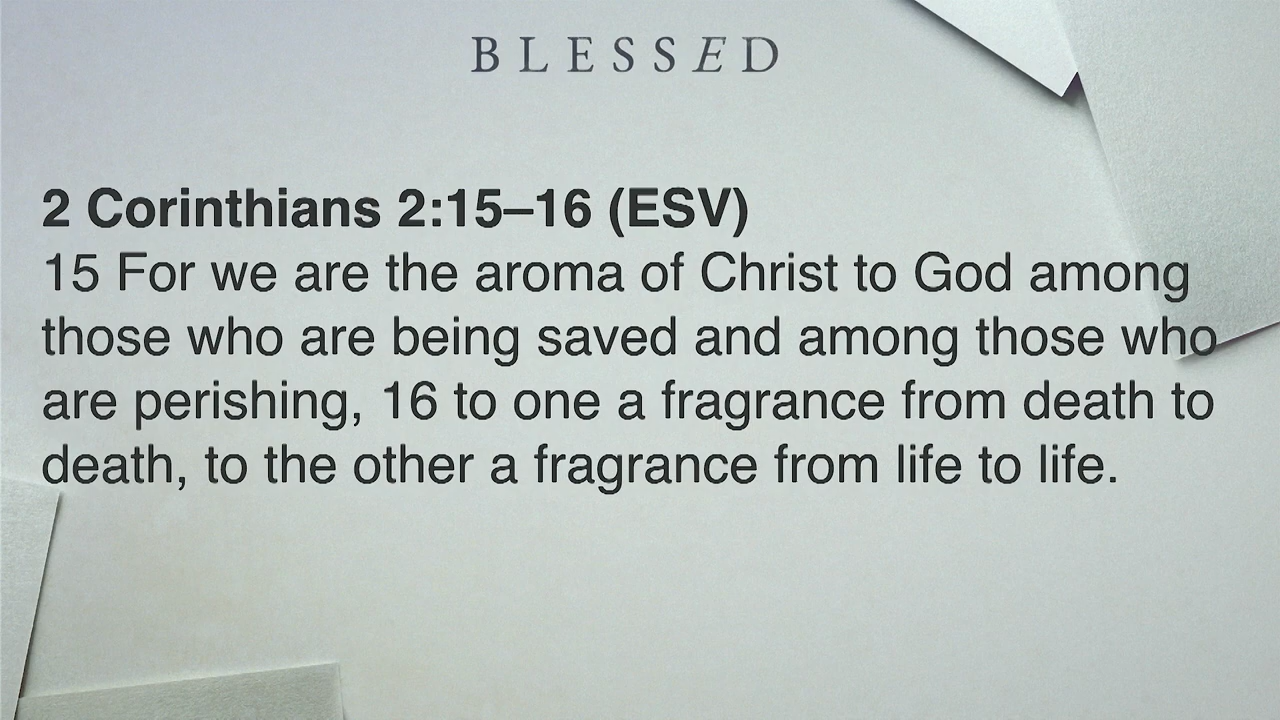 BLESSED
2 Corinthians 2:15–16 (ESV)
15 For we are the aroma of Christ to God among
those who are being saved and among those who
are perishing, 16 to one a fragrance from death to
death, to the other a fragrance from life to life.